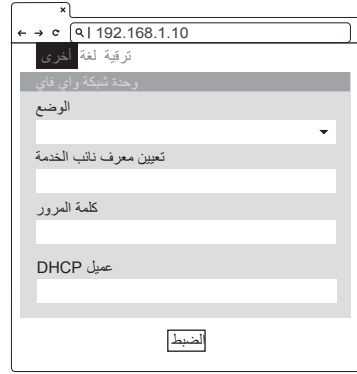 192.168.1.10
ترقية لغة أخرى
وحدة شبكة واي فاي
الوضع
تعيين معرف نائب الخدمة
كلمة المرور
عميل DHCP
الضبط